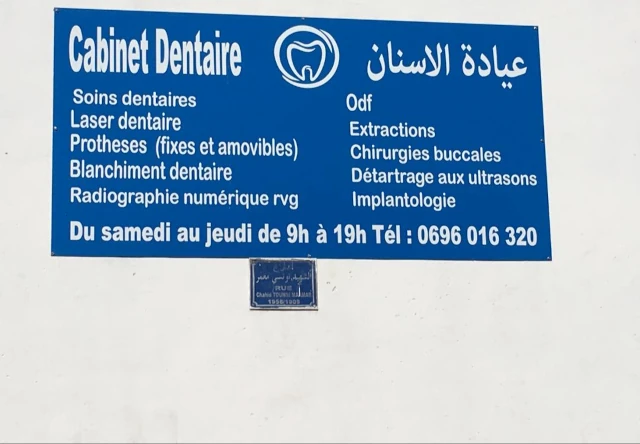 Cabinet Dentaire
عيادة الاسنان
Soins dentaires
Laser dentaire
Protheses (fixes et amovibles)
Blanchiment dentaire
Radiographie numérique rvg
Odf
Extractions
Chirurgies buccales
Détartrage aux ultrasons
Implantologie
Du samedi au jeudi de 9h à 19h Tél : 0696 016 320